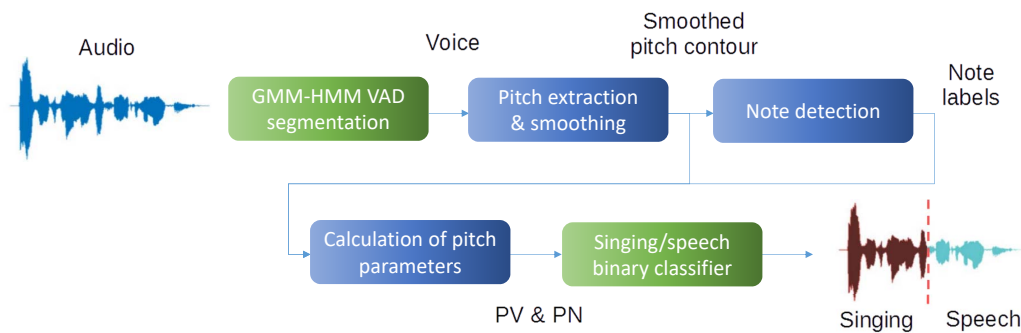 Audio
Voice
Smoothed
pitch contour
Note
labels
GMM-HMM VAD
segmentation
Pitch extraction
& smoothing
Note detection
Calculation of pitch
parameters
Singing/speech
binary classifier
PV & PN
Singing
Speech